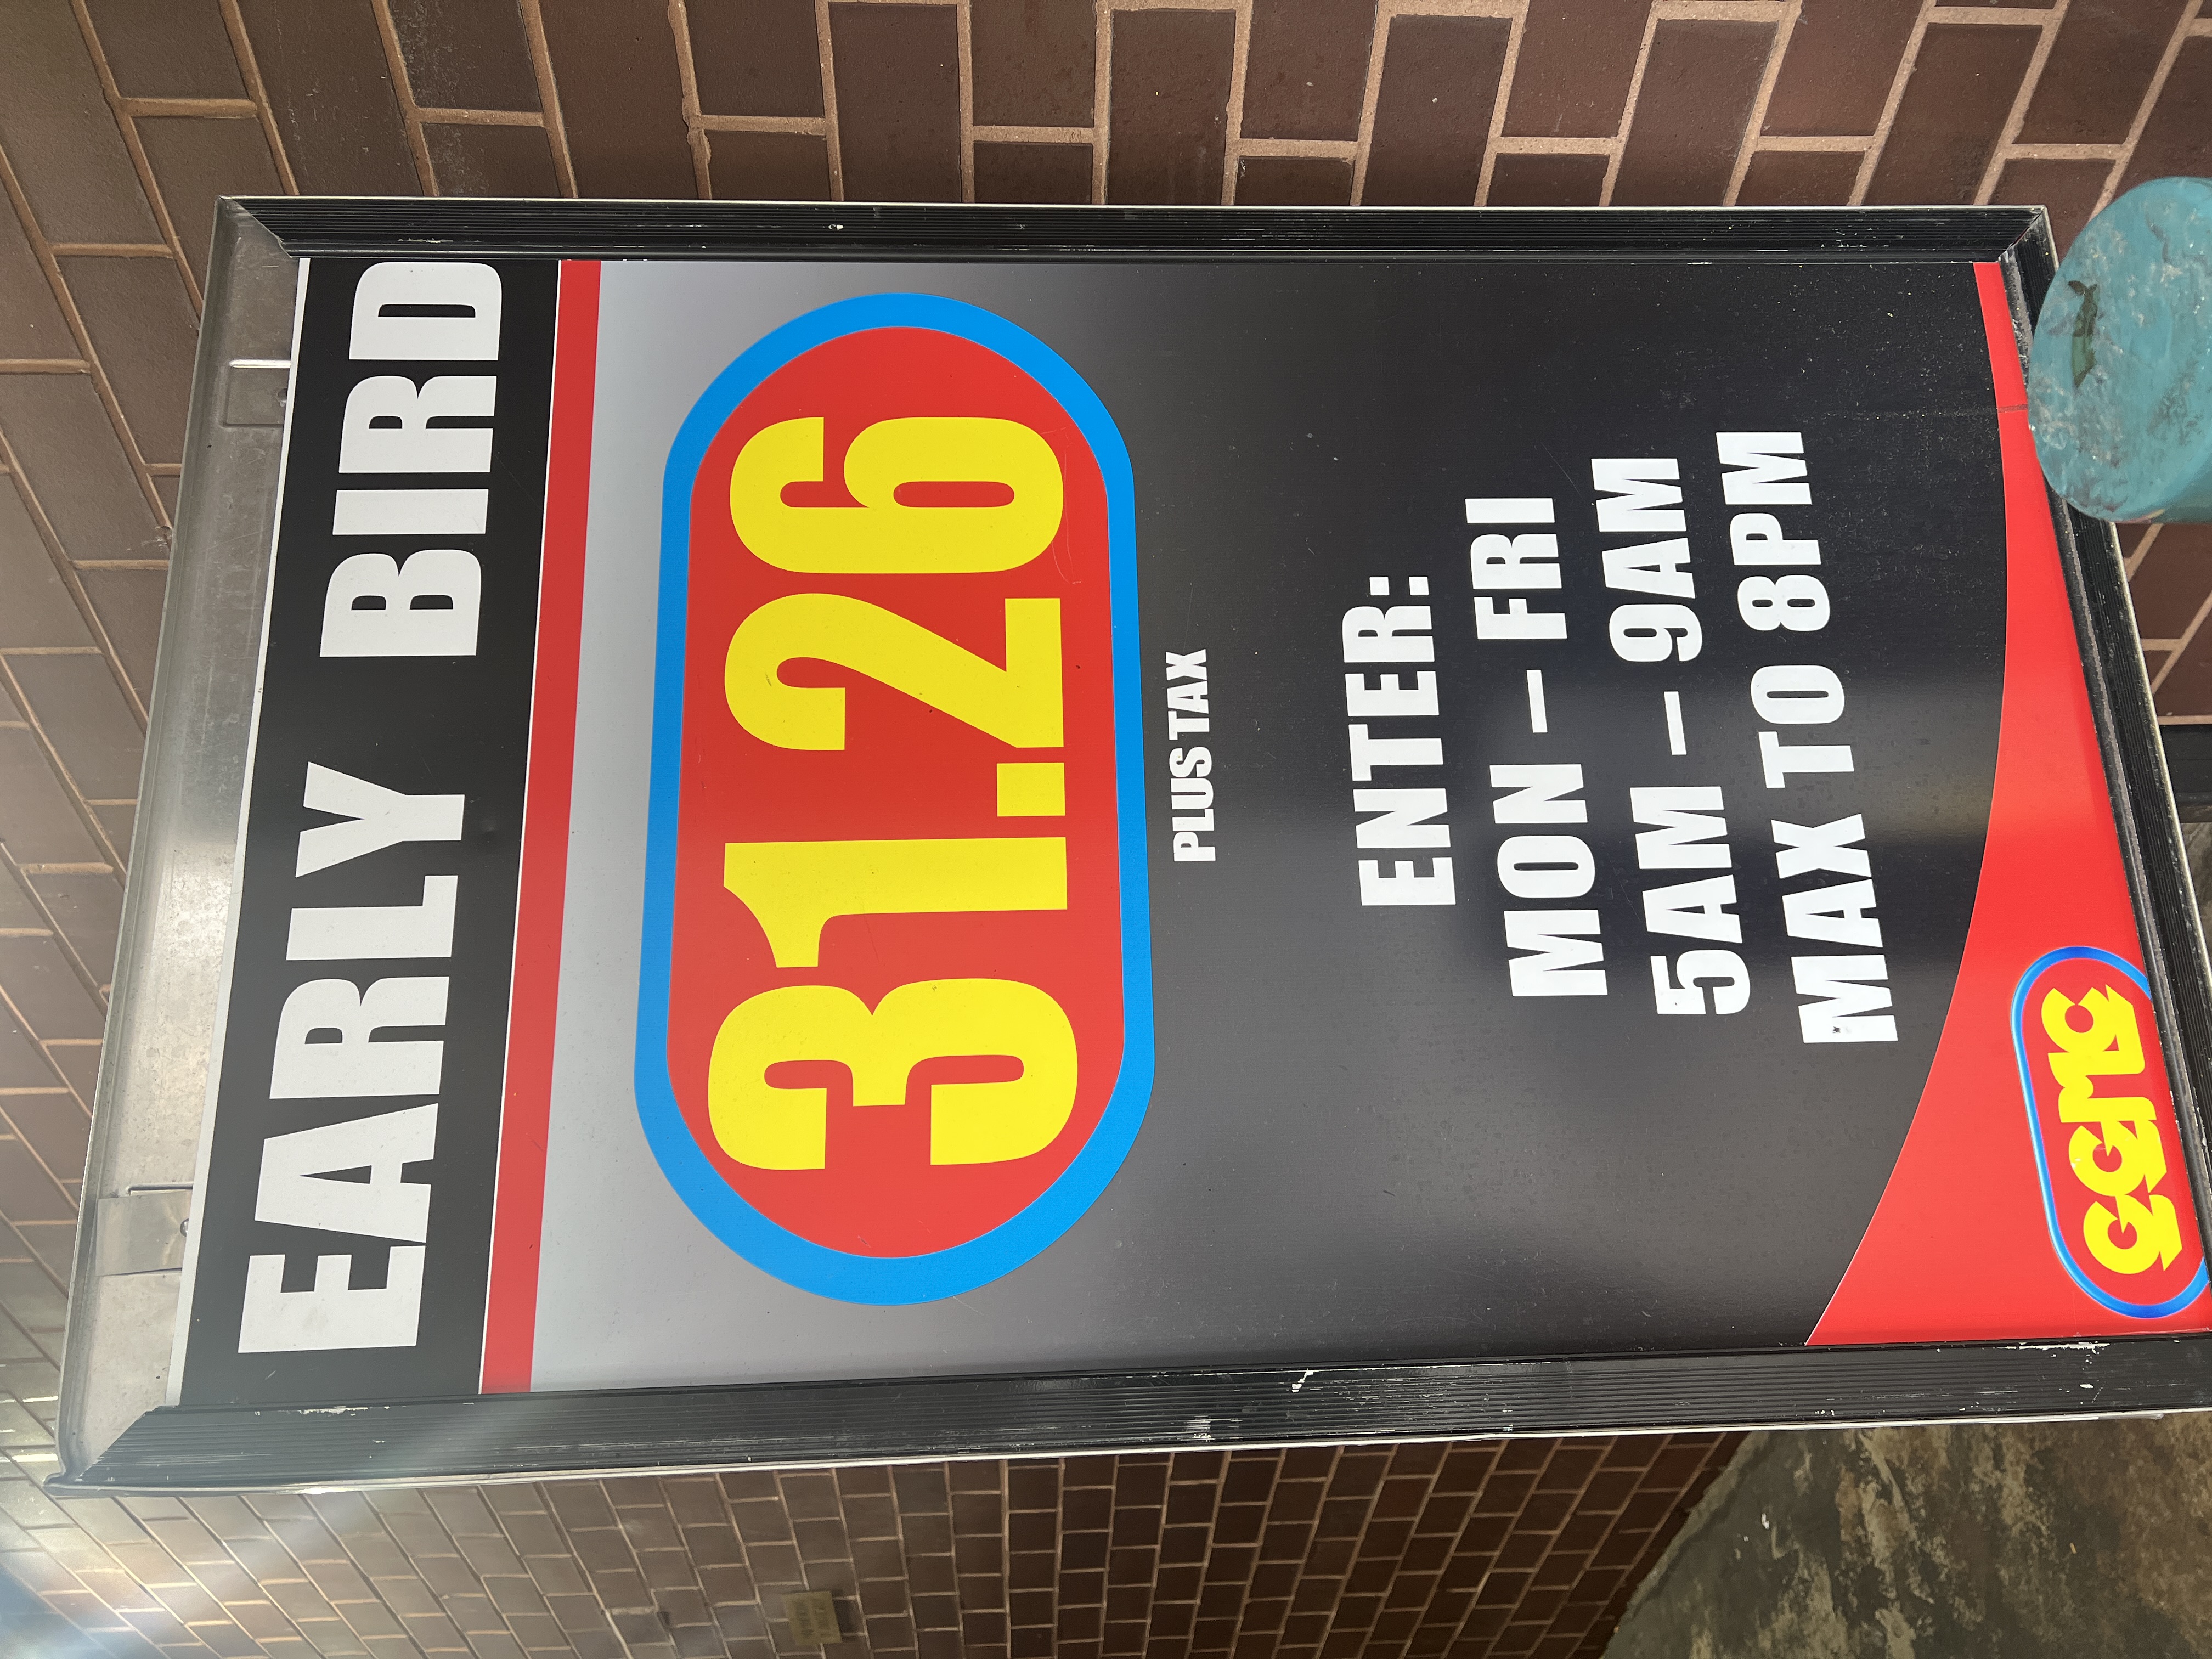 EARLY BIRD
31.26
PLUS TAX
ENTER:
MON – FRI
5AM – 9AM
MAX TO 8PM
GGMC